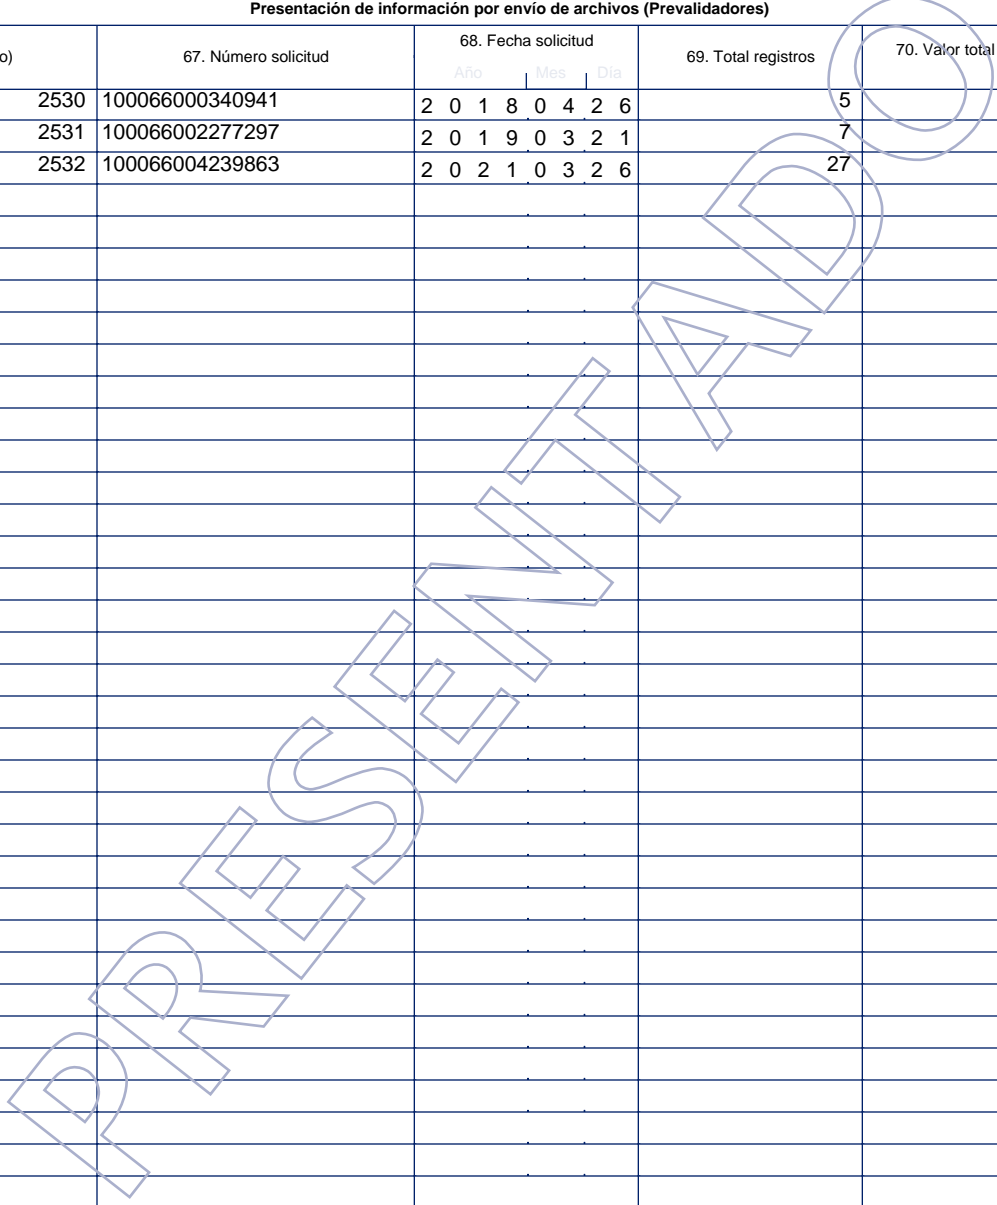 Presentación de información por envío de archivos (Prevalidadores)
o) 67. Número solicitud 68. Fecha solicitud 69. Total registros 70. Valor total
Año Mes Día
2530 100066000340941 2 0 1 8 0 4 2 6 5
2531 100066002277297 2 0 1 9 0 3 2 1 7
2532 100066004239863 2 0 2 1 0 3 2 6 27
PRESENTADO